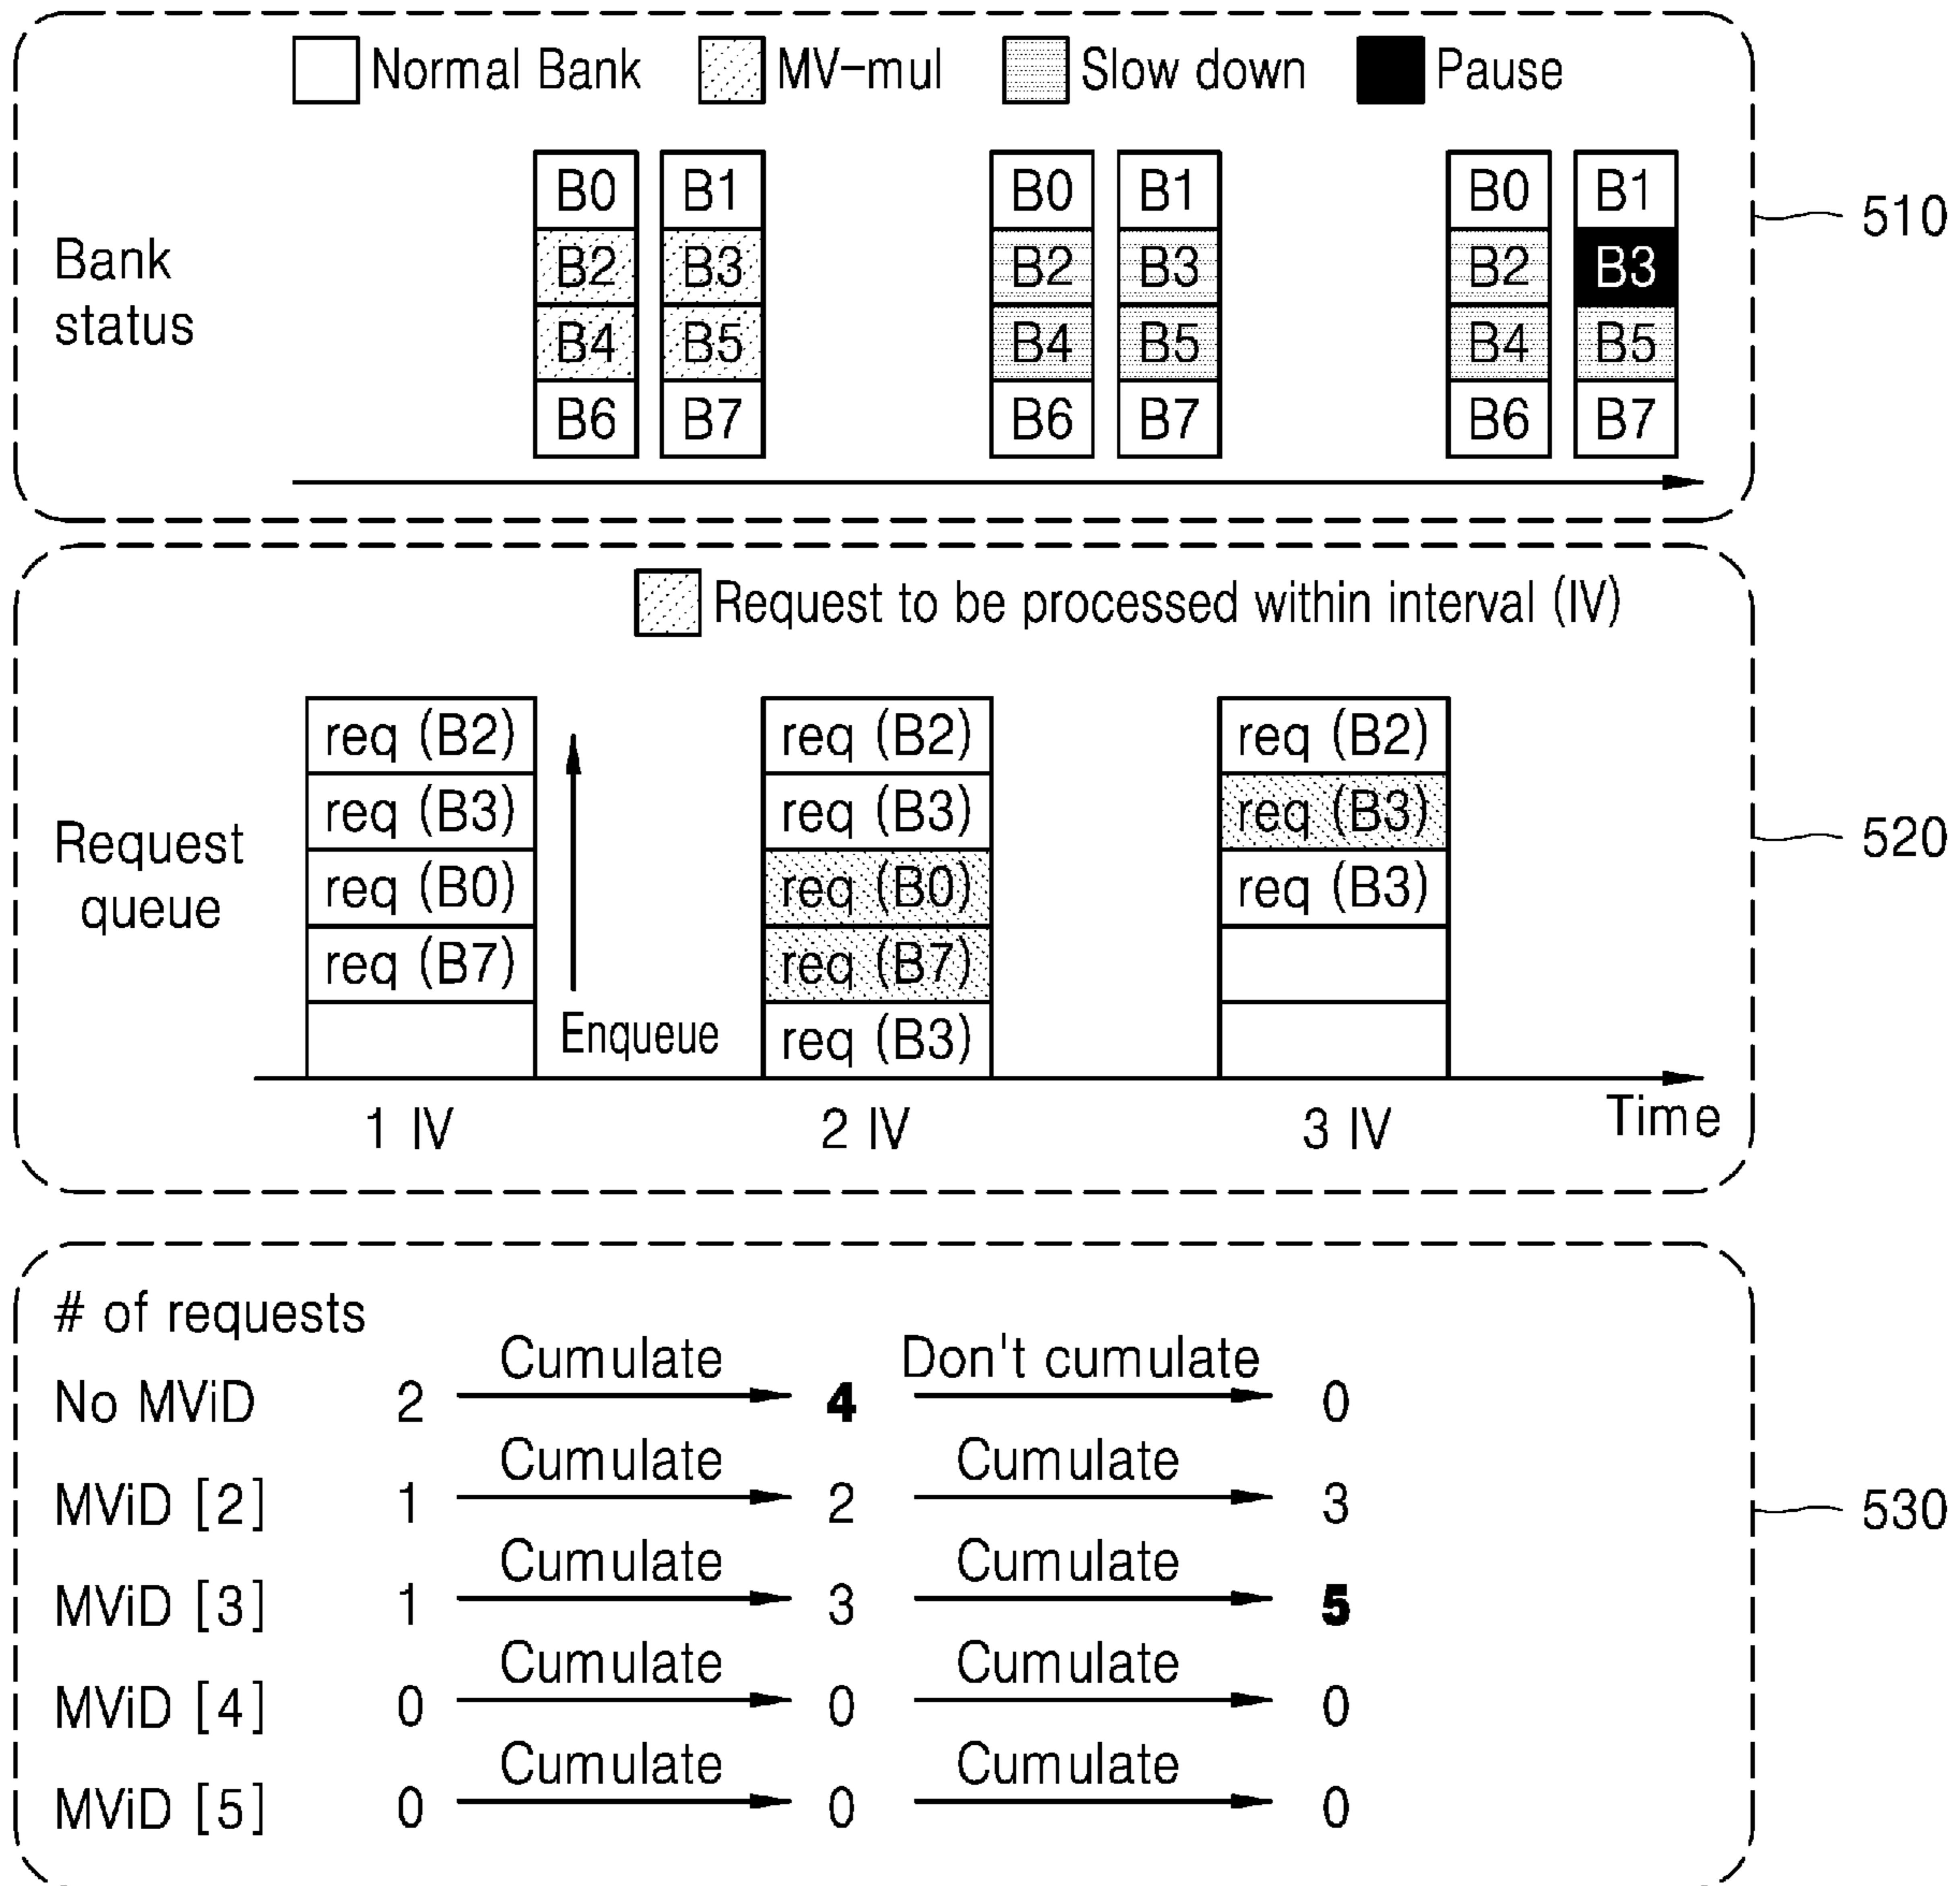 Normal Bank MV-mul Slow down Pause
B0 B1 B0 B1 B0 B1
510
Bank status
B2 B3 B2 B3 B2 B3
B4 B5 B4 B5 B4 B5
B6 B7 B6 B7 B6 B7
Request to be processed within interval (IV)
req (B2) req (B2) req (B2)
req (B3) req (B3) req (B3)
520
Request queue
req (B0) req (B0) req (B3)
req (B7) req (B7)
Enqueue req (B3)
1 IV 2 IV 3 IV Time
# of requests
Cumulate Don't cumulate
No MViD 2 4 0
Cumulate Cumulate
MViD [2] 1 2 3
530
Cumulate Cumulate
MViD [3] 1 3 5
Cumulate Cumulate
MViD [4] 0 0 0
Cumulate Cumulate
MViD [5] 0 0 0